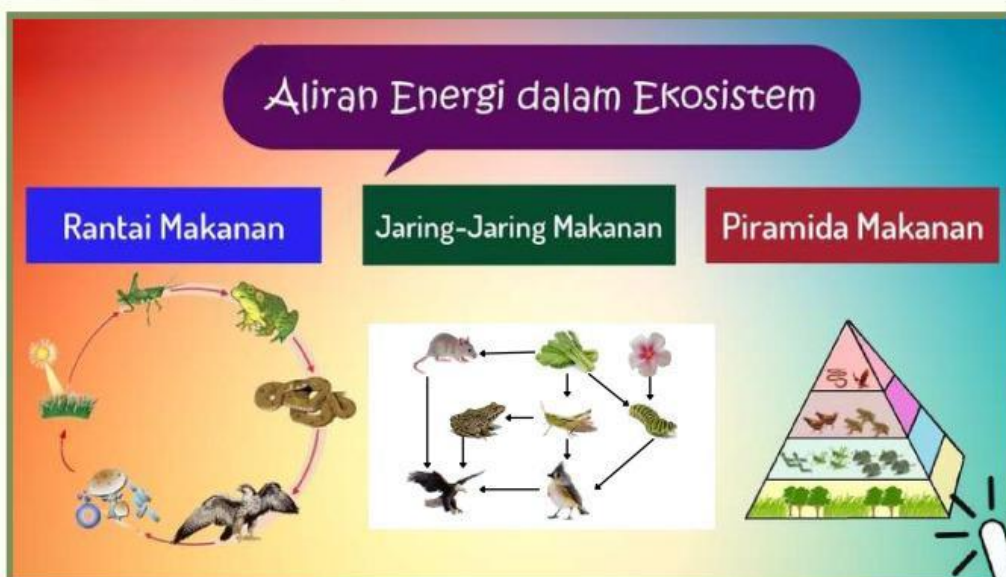 Aliran Energi dalam Ekosistem
Rantai Makanan
Jaring-Jaring Makanan
Piramida Makanan